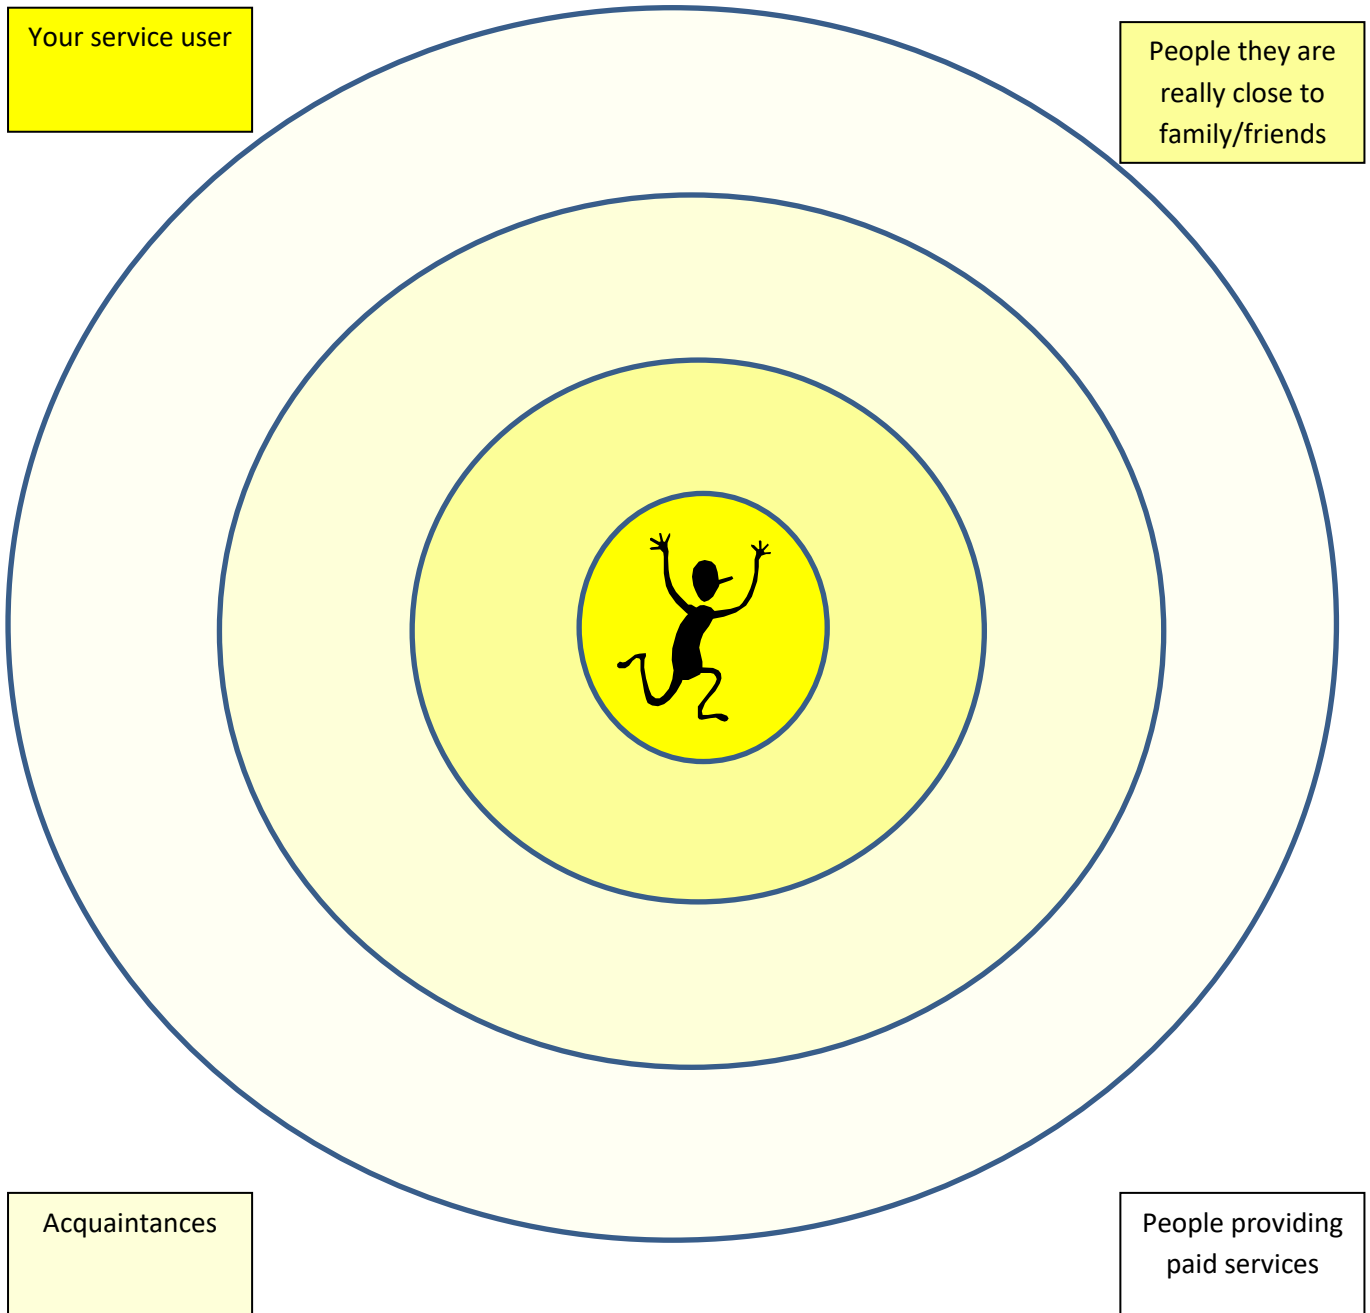 Your service user
People they are
really close to
family/friends
Acquaintances
People providing
paid services